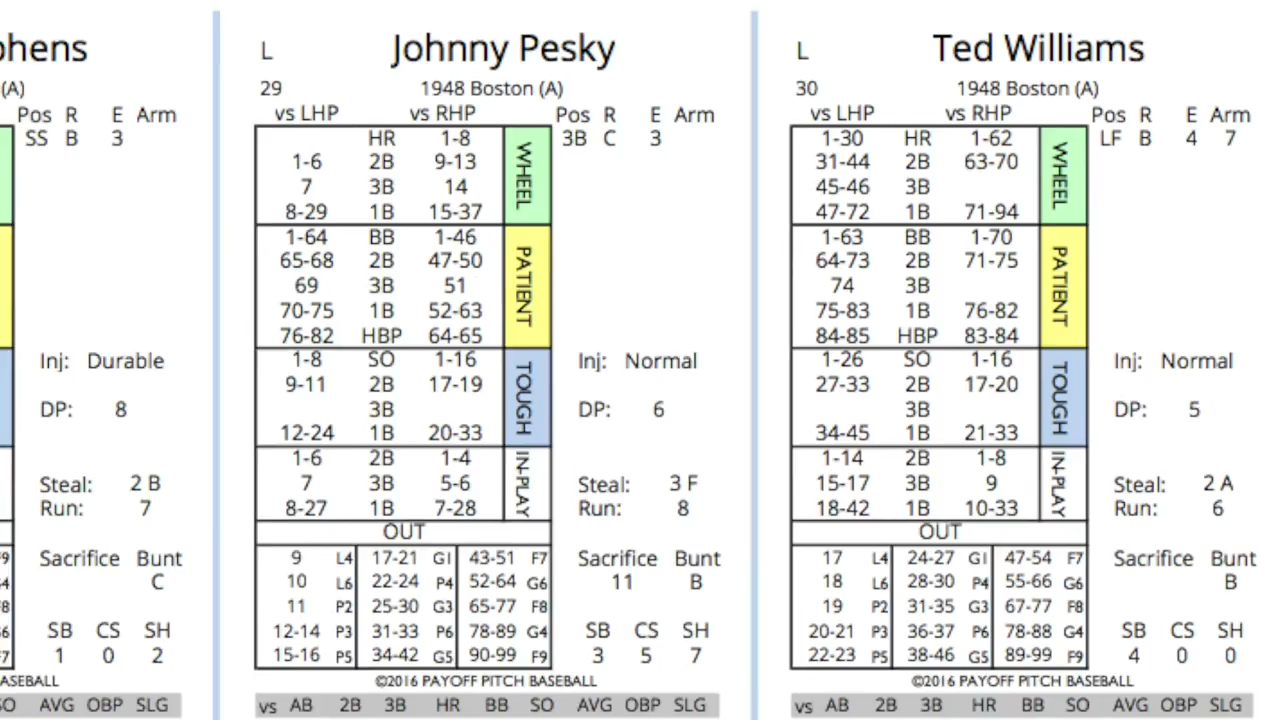 phens
(A)
Pos R E Arm
SS B 3
Inj: Durable
DP: 8
Steal: 2 B
Run: 7
F9
Sacrifice Bunt
C
F8
SB CS SH
F7 1 0 2
ASEBALL
SO AVG OBP SLG
L Johnny Pesky
29 1948 Boston (A)
vs LHP vs RHP Pos R E Arm
HR 1-8 3B C 3
1-6 2B 9-13
7 3B 14
8-29 1B 15-37
WHEEL
1-64 BB 1-46
65-68 2B 47-50
69 3B 51
70-75 1B 52-63
76-82 HBP 64-65
PATIENT
1-8 SO 1-16
9-11 2B 17-19
3B
12-24 1B 20-33
TOUGH
1-6 2B 1-4
7 3B 5-6
8-27 1B 7-28
IN-PLAY
Inj: Normal
DP: 6
Steal: 3 F
Run: 8
OUT
9 L4 17-21 G1 43-51 F7
10 L6 22-24 P4 52-64 G6
11 P2 25-30 G3 65-77 F8
12-14 P3 31-33 P6 78-89 G4
15-16 P5 34-42 G5 90-99 F9
Sacrifice Bunt
11 B
SB CS SH
3 5 7
©2016 PAYOFF PITCH BASEBALL
vs AB 2B 3B HR BB SO AVG OBP SLG
L Ted Williams
30 1948 Boston (A)
vs LHP vs RHP Pos R E Arm
1-30 HR 1-62 LF B 4 7
31-44 2B 63-70
45-46 3B
47-72 1B 71-94
WHEEL
1-63 BB 1-70
64-73 2B 71-75
74 3B
75-83 1B 76-82
84-85 HBP 83-84
PATIENT
1-26 SO 1-16
27-33 2B 17-20
3B
34-45 1B 21-33
TOUGH
1-14 2B 1-8
15-17 3B 9
18-42 1B 10-33
IN-PLAY
Inj: Normal
DP: 5
Steal: 2 A
Run: 6
OUT
17 L4 24-27 G1 47-54 F7
18 L6 28-30 P4 55-66 G6
19 P2 31-35 G3 67-77 F8
20-21 P3 36-37 P6 78-88 G4
22-23 P5 38-46 G5 89-99 F9
Sacrifice Bunt
B
SB CS SH
4 0 0
©2016 PAYOFF PITCH BASEBALL
vs AB 2B 3B HR BB SO AVG OBP SLG